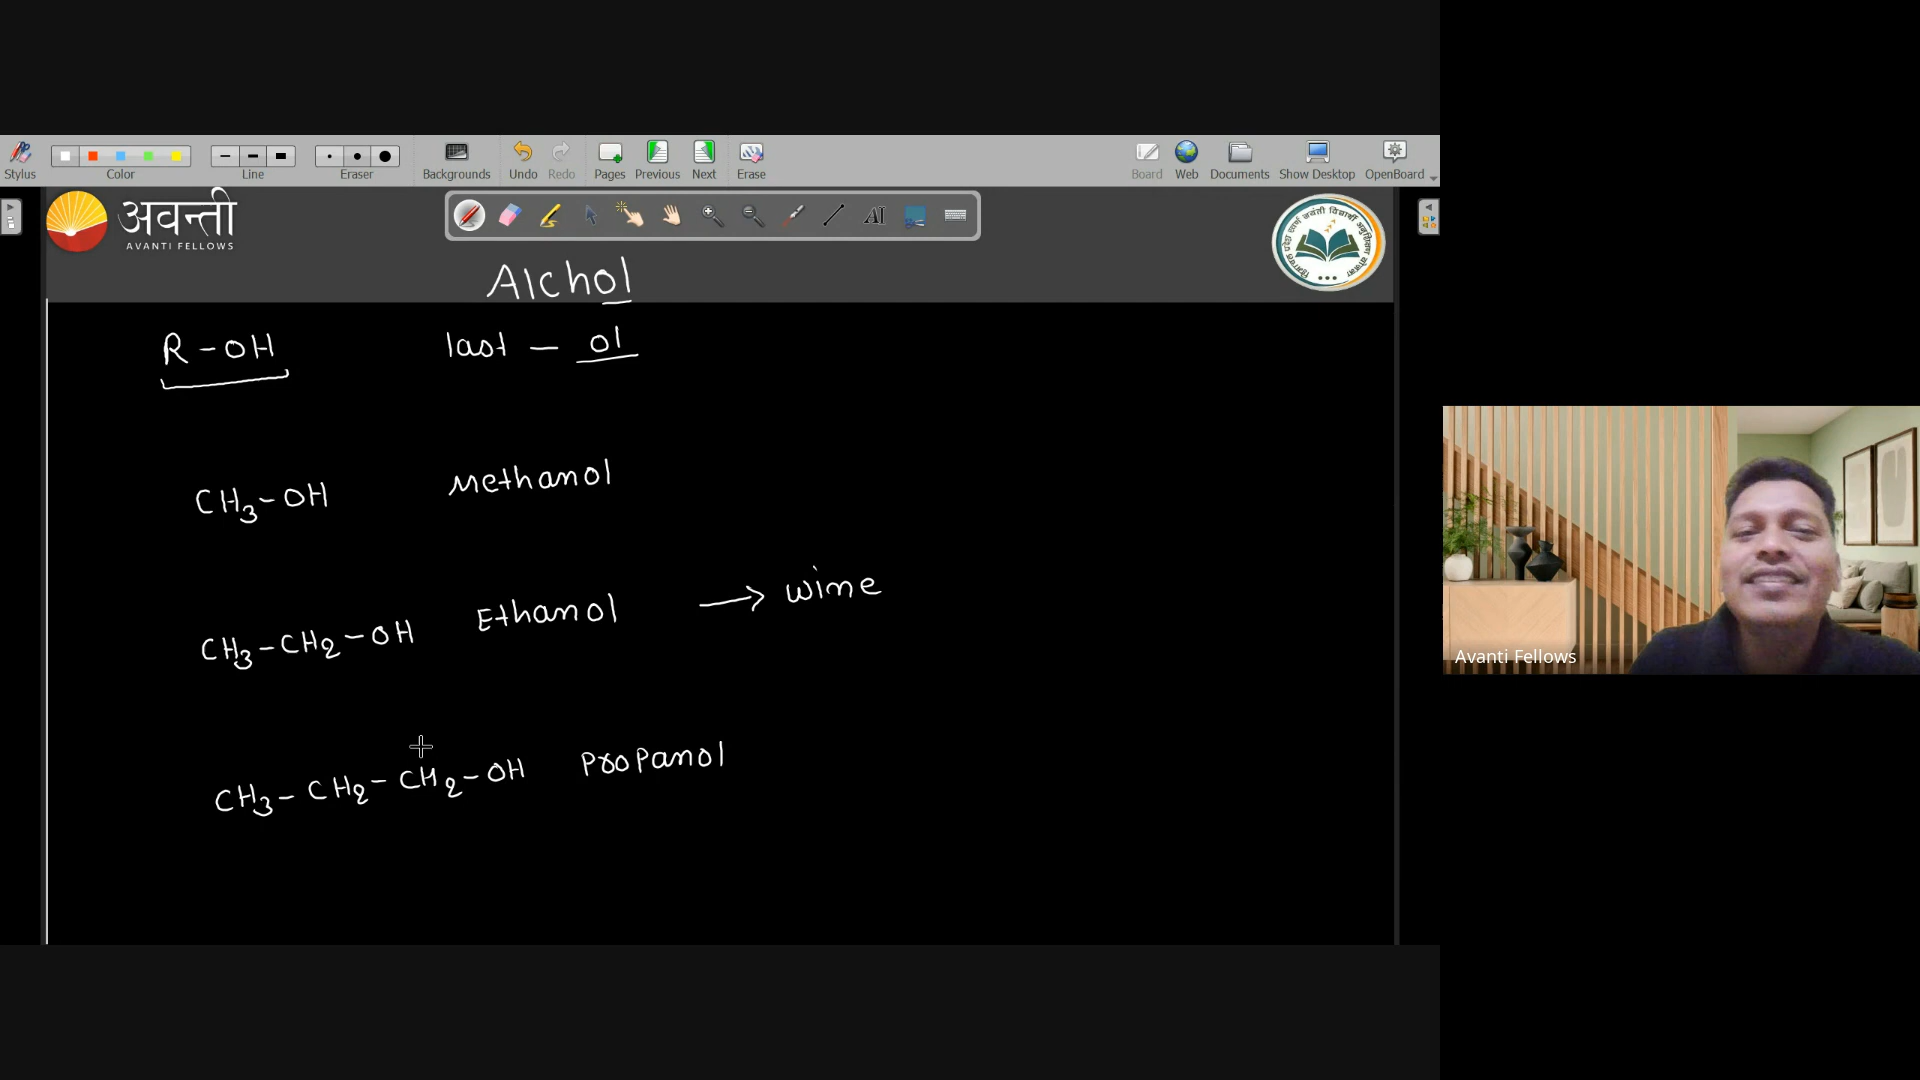 Stylus
Color
Line
Eraser
Backgrounds
Undo
Redo
Pages
Previous
Next
Erase
Board
Web
Documents
Show Desktop
OpenBoard
अवन्ती
AVANTI FELLOWS
Alchol
R-OH last - ol
CH3-OH Methanol
CH3-CH2-OH Ethanol → wine
CH3-CH2-CH2-OH Propanol
Avanti Fellows